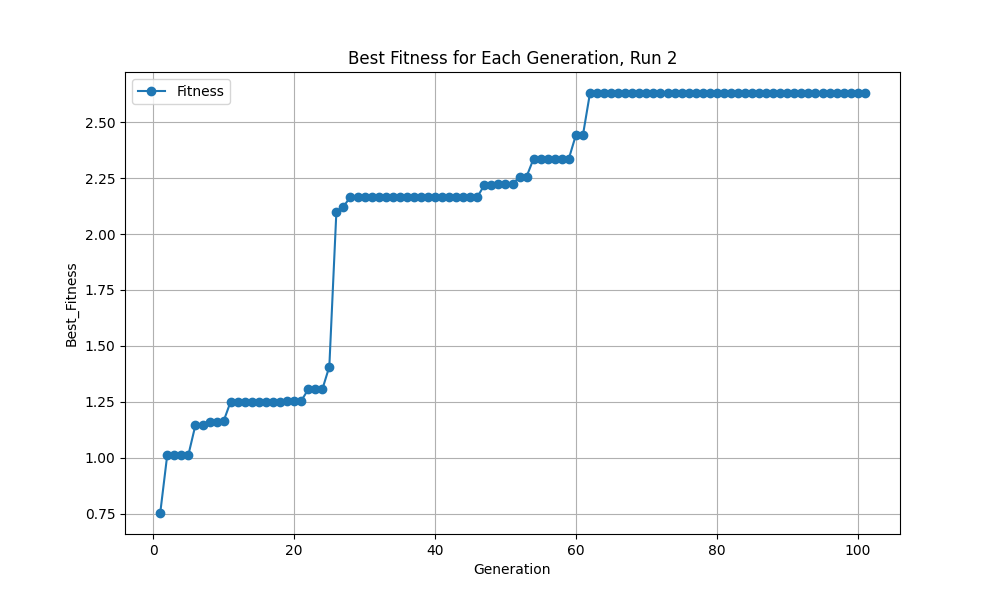 Best Fitness for Each Generation, Run 2
Fitness
2.50
2.25
2.00
1.75
1.50
1.25
1.00
0.75
Best_Fitness
0 20 40 60 80 100
Generation